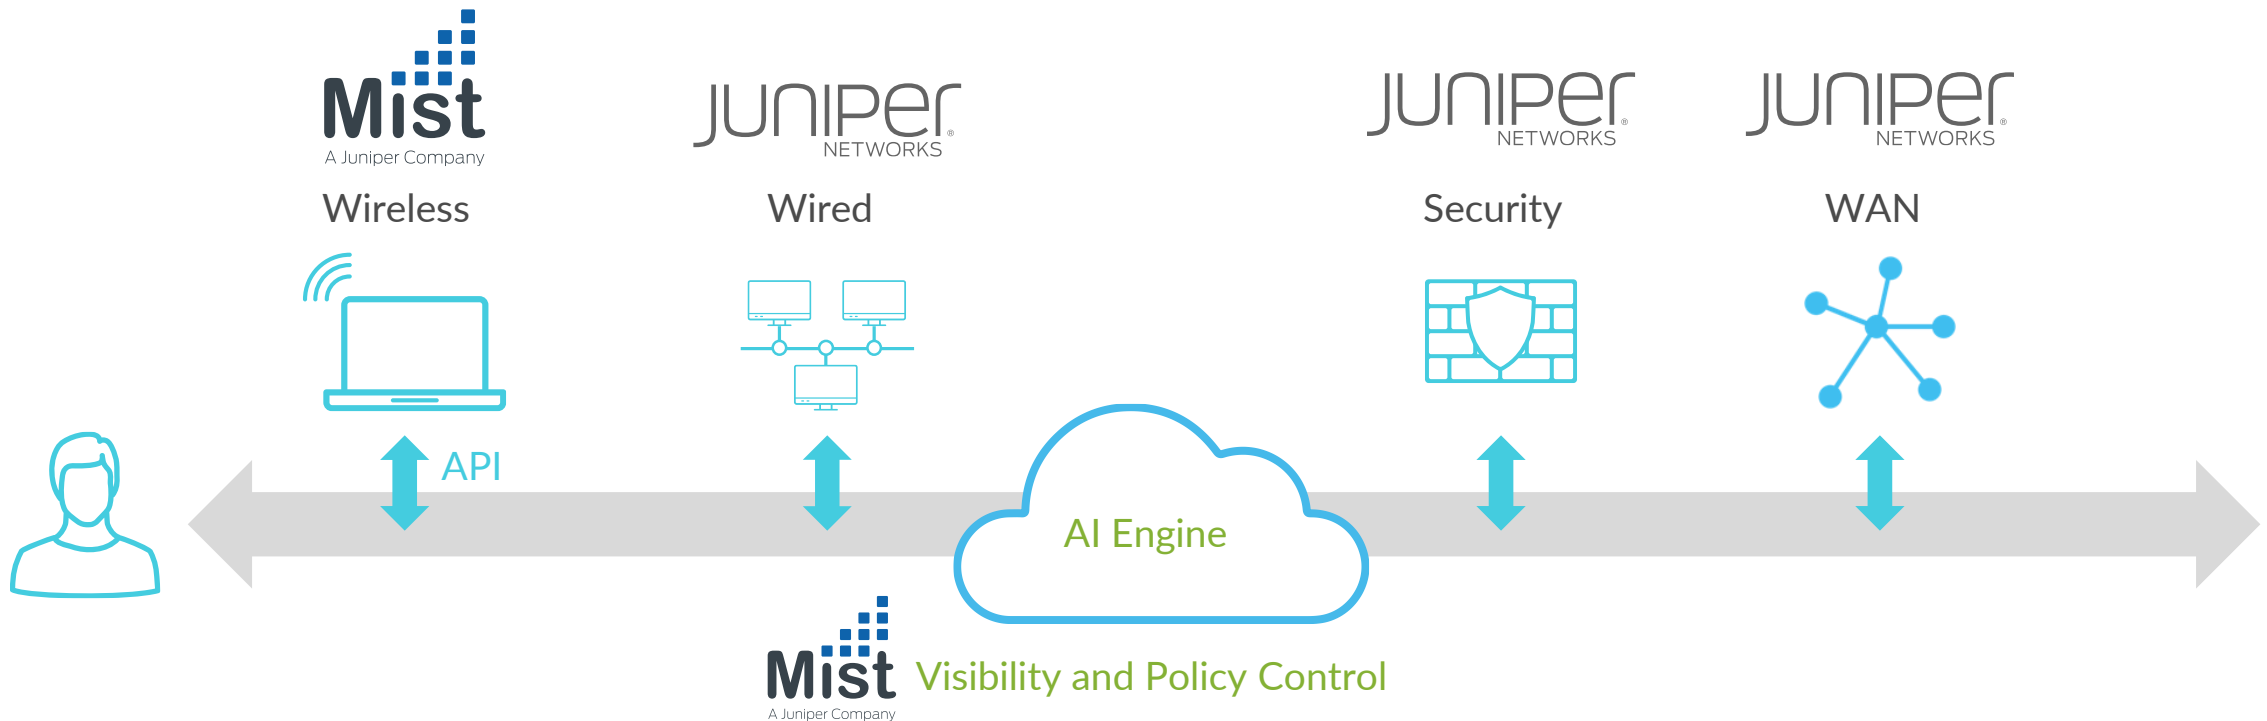 Mist
A Juniper Company
Wireless
JUNIPER®
NETWORKS
Wired
JUNIPER®
NETWORKS
Security
JUNIPER®
NETWORKS
WAN
API
AI Engine
Mist
A Juniper Company
Visibility and Policy Control